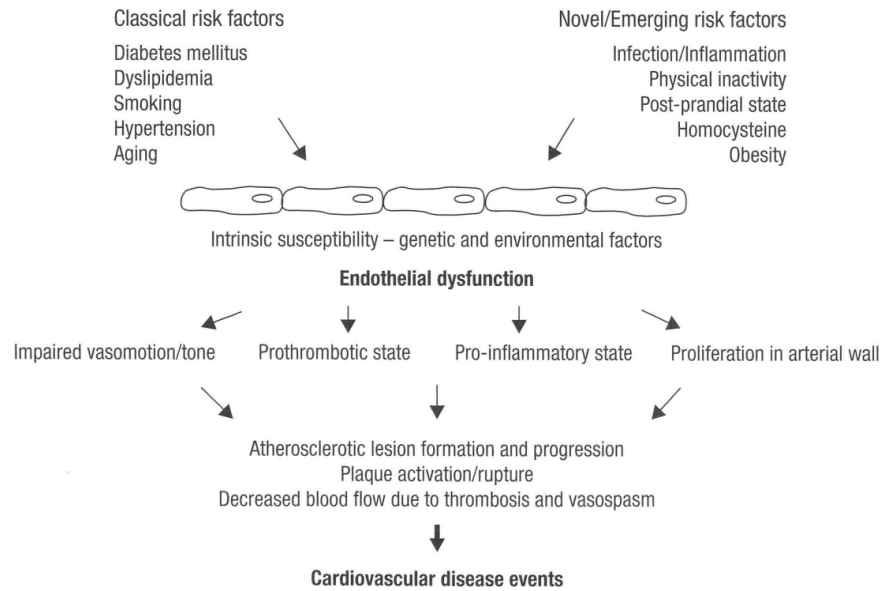 Classical risk factors
Diabetes mellitus
Dyslipidemia
Smoking
Hypertension
Aging
Novel/Emerging risk factors
Infection/Inflammation
Physical inactivity
Post-prandial state
Homocysteine
Obesity
Intrinsic susceptibility – genetic and environmental factors
Endothelial dysfunction
Impaired vasomotion/tone
Prothrombotic state
Pro-inflammatory state
Proliferation in arterial wall
Atherosclerotic lesion formation and progression
Plaque activation/rupture
Decreased blood flow due to thrombosis and vasospasm
Cardiovascular disease events